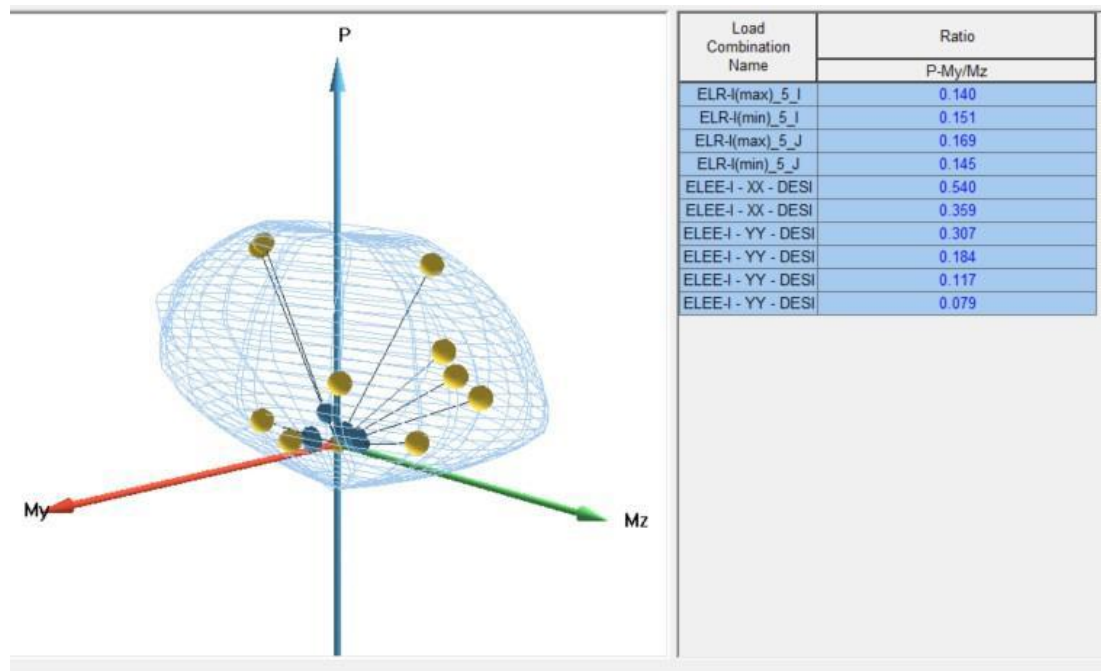 P
My
Mz
Load
Combination
Name
Ratio
P-My/Mz
ELR-I(max)_5_I 0.140
ELR-I(min)_5_I 0.151
ELR-I(max)_5_J 0.169
ELR-I(min)_5_J 0.145
ELEE-I - XX - DESI 0.540
ELEE-I - XX - DESI 0.359
ELEE-I - YY - DESI 0.307
ELEE-I - YY - DESI 0.184
ELEE-I - YY - DESI 0.117
ELEE-I - YY - DESI 0.079